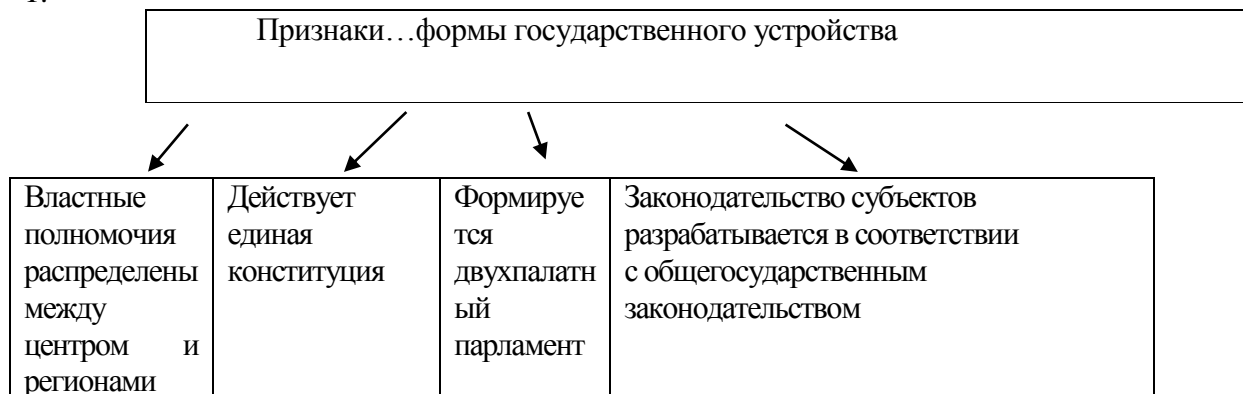 1.
Признаки…формы государственного устройства
Властные
полномочия
распределены
между
центром и
регионами
Действует
единая
конституция
Формируе
тся
двухпалатн
ый
парламент
Законодательство субъектов
разрабатывается в соответствии
с общегосударственным
законодательством